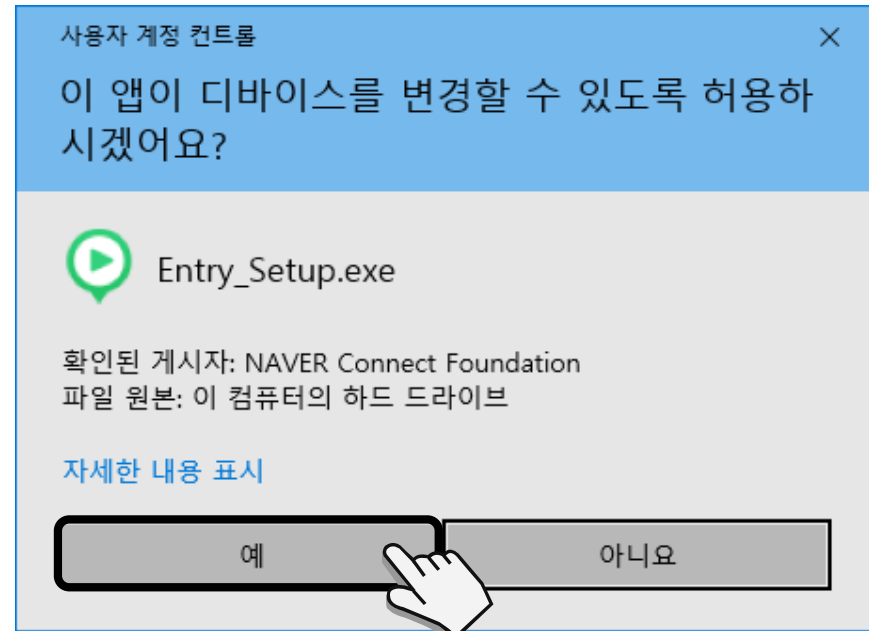 사용자 계정 컨트롤
이 앱이 디바이스를 변경할 수 있도록 허용하
시겠어요?
Entry_Setup.exe
확인된 게시자: NAVER Connect Foundation
파일 원본: 이 컴퓨터의 하드 드라이브
자세한 내용 표시
예
아니요